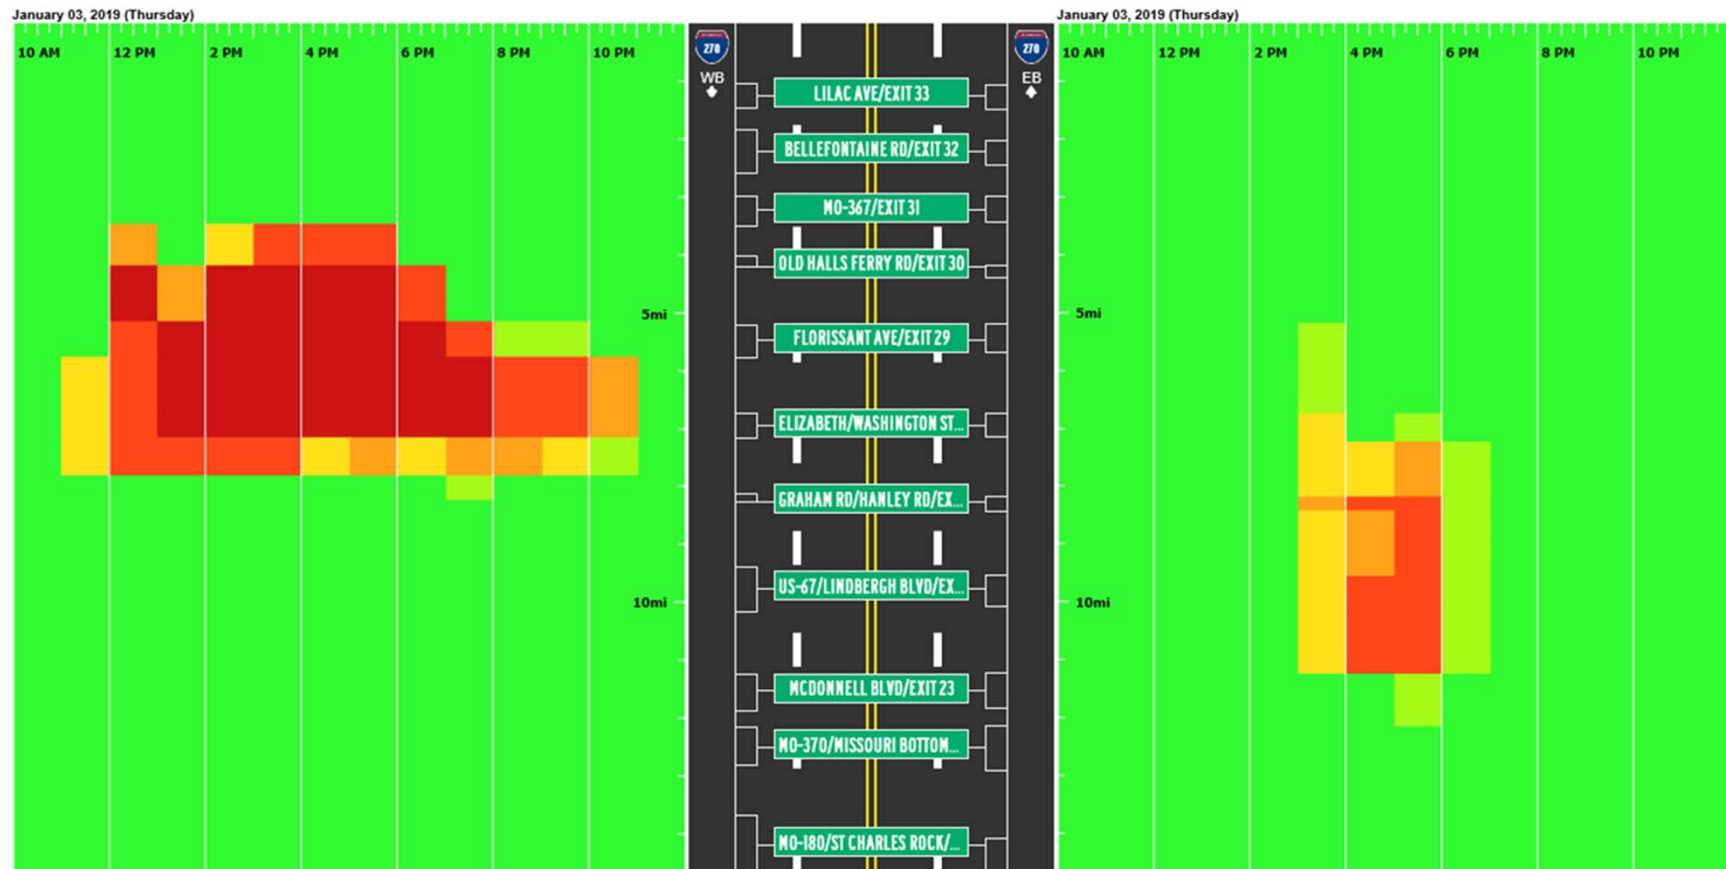 January 03, 2019 (Thursday)
January 03, 2019 (Thursday)
10 AM 12 PM 2 PM 4 PM 6 PM 8 PM 10 PM
270
WB
270
EB
10 AM 12 PM 2 PM 4 PM 6 PM 8 PM 10 PM
LILAC AVE/EXIT 33
BELLEFONTAINE RD/EXIT 32
MO-367/EXIT 31
OLD HALLS FERRY RD/EXIT 30
5mi
5mi
FLORISSANT AVE/EXIT 29
ELIZABETH/WASHINGTON ST...
GRAHAM RD/HANLEY RD/EX...
US-67/LINDBERGH BLVD/EX...
10mi
10mi
MCDONNELL BLVD/EXIT 23
MO-370/MISSOURI BOTTOM...
MO-180/ST CHARLES ROCK/...